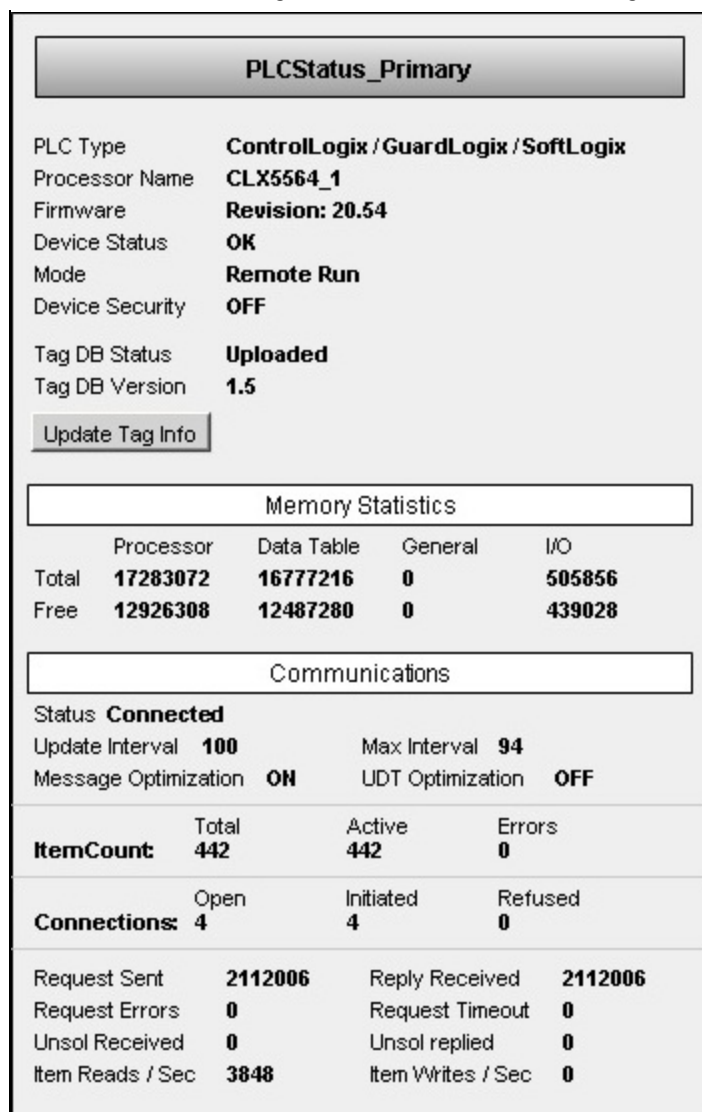 PLCStatus_Primary
PLC Type ControlLogix / GuardLogix / SoftLogix
Processor Name CLX5564_1
Firmware Revision: 20.54
Device Status OK
Mode Remote Run
Device Security OFF
Tag DB Status Uploaded
Tag DB Version 1.5
Update Tag Info
Memory Statistics
Processor Data Table General I/O
Total 17283072 16777216 0 505856
Free 12926308 12487280 0 439028
Communications
Status Connected
Update Interval 100 Max Interval 94
Message Optimization ON UDT Optimization OFF
Total Active Errors
ItemCount: 442 442 0
Open Initiated Refused
Connections: 4 4 0
Request Sent 2112006 Reply Received 2112006
Request Errors 0 Request Timeout 0
Unsol Received 0 Unsol replied 0
Item Reads / Sec 3848 Item Writes / Sec 0